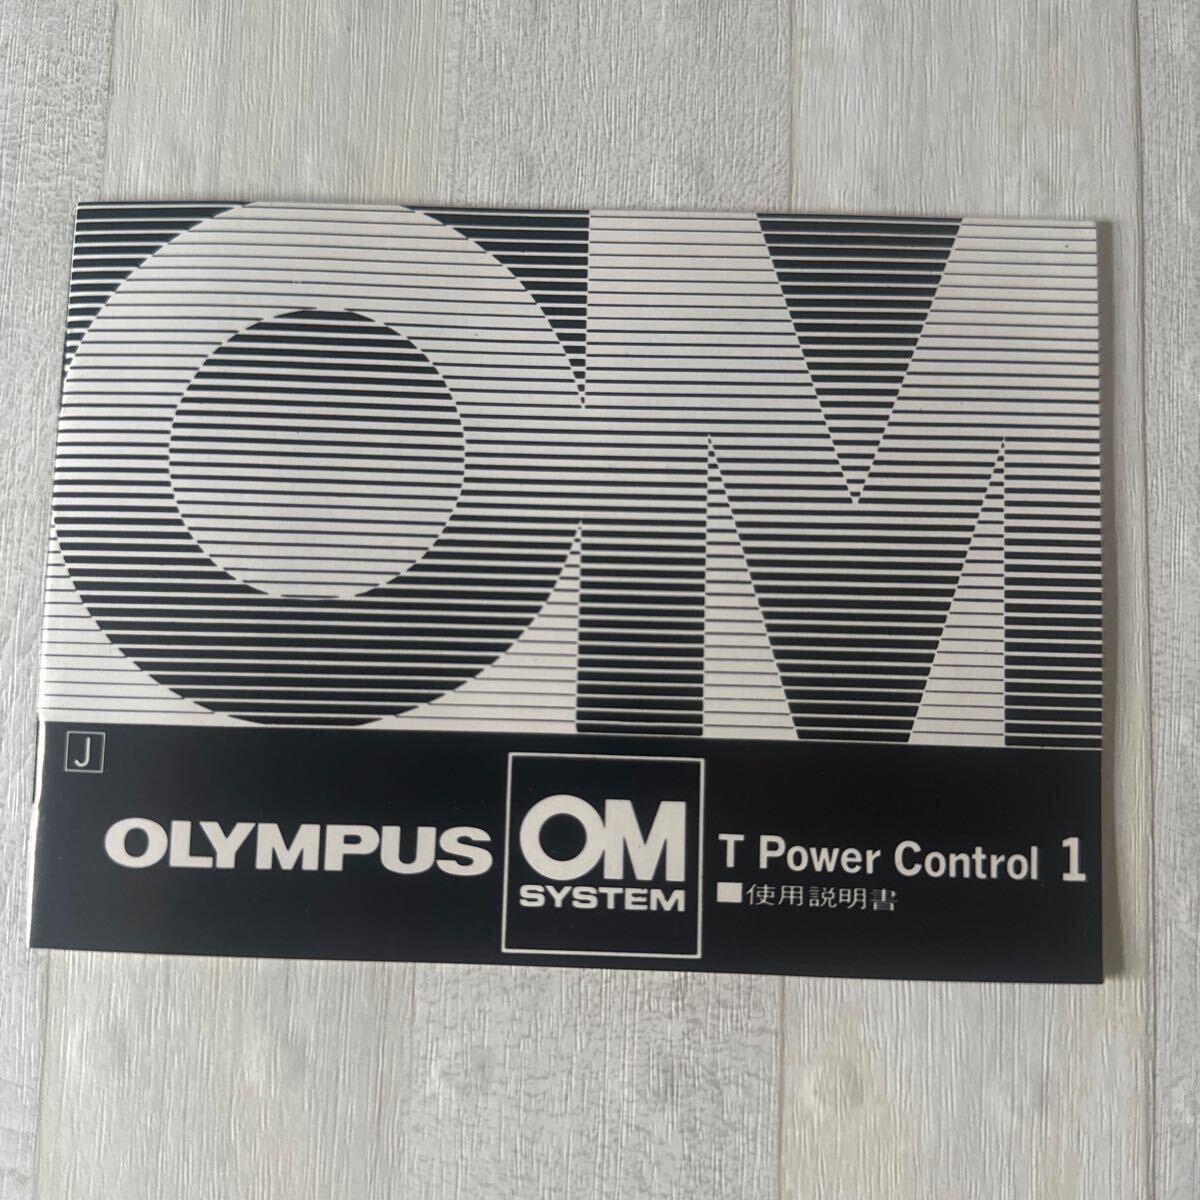 OM
J
OLYMPUS
OM
SYSTEM
T Power Control 1
■使用説明書